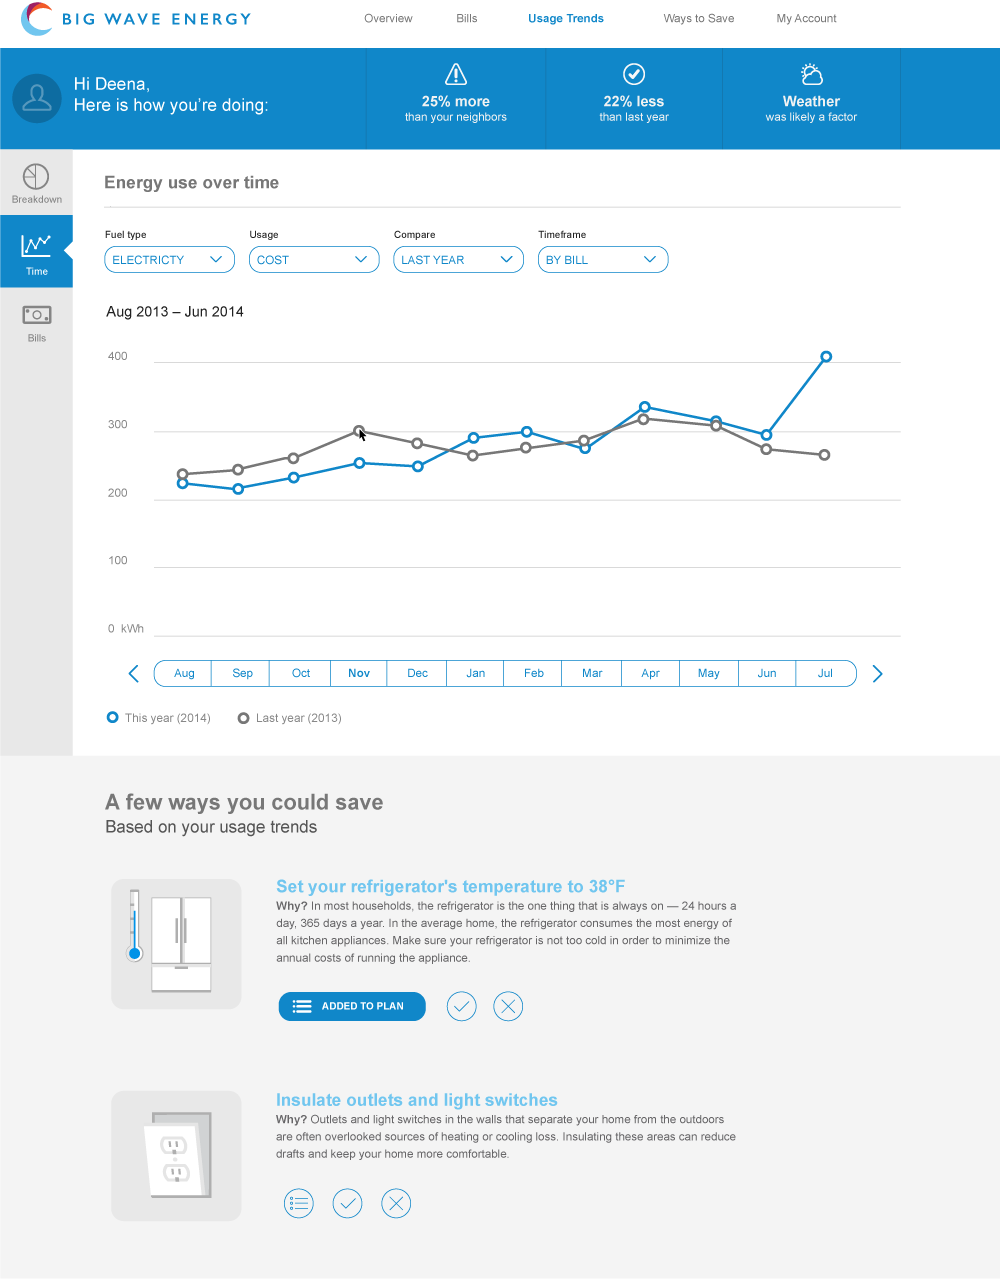 BIG WAVE ENERGY
Overview
Bills
Usage Trends
Ways to Save
My Account
Hi Deena,
Here is how you're doing:
25% more
than your neighbors
22% less
than last year
Weather
was likely a factor
Breakdown
Time
Bills
Energy use over time
Fuel type
Usage
Compare
Timeframe
ELECTRICTY
COST
LAST YEAR
BY BILL
Aug 2013 – Jun 2014
400
300
200
100
0 kWh
Aug
Sep
Oct
Nov
Dec
Jan
Feb
Mar
Apr
May
Jun
Jul
This year (2014)
Last year (2013)
A few ways you could save
Based on your usage trends
Set your refrigerator's temperature to 38°F
Why? In most households, the refrigerator is the one thing that is always on — 24 hours a
day, 365 days a year. In the average home, the refrigerator consumes the most energy of
all kitchen appliances. Make sure your refrigerator is not too cold in order to minimize the
annual costs of running the appliance.
ADDED TO PLAN
Insulate outlets and light switches
Why? Outlets and light switches in the walls that separate your home from the outdoors
are often overlooked sources of heating or cooling loss. Insulating these areas can reduce
drafts and keep your home more comfortable.